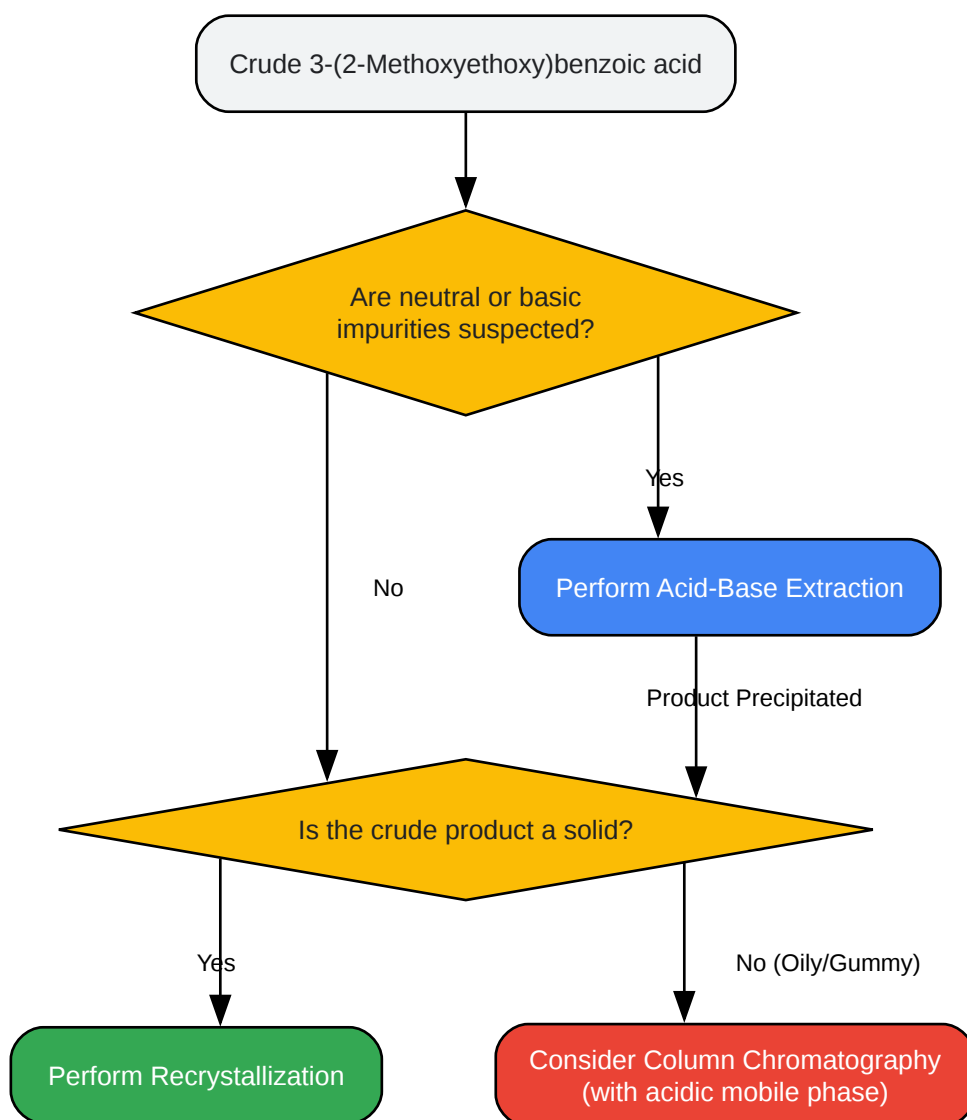 Crude 3-(2-Methoxyethoxy)benzoic acid
Are neutral or basic
impurities suspected?
Yes
Perform Acid-Base Extraction
No
Product Precipitated
Is the crude product a solid?
Yes
No (Oily/Gummy)
Perform Recrystallization
Consider Column Chromatography
(with acidic mobile phase)